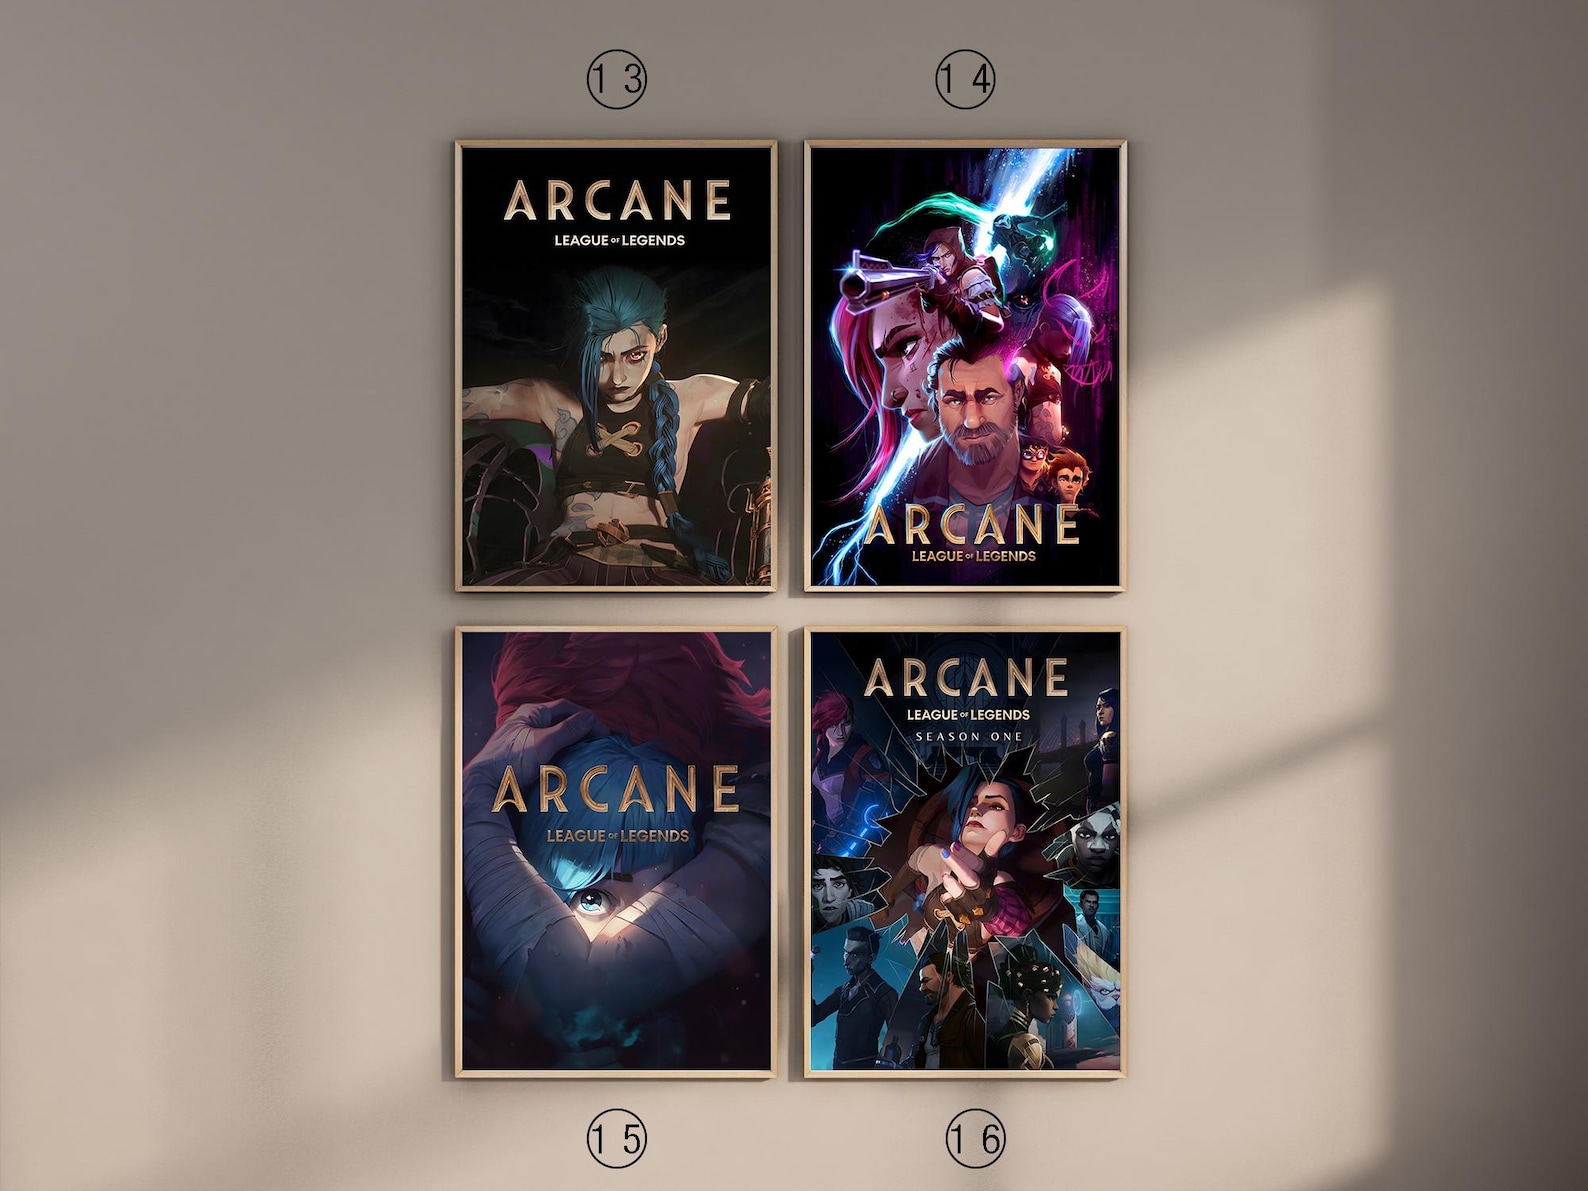 13
14
ARCANE
LEAGUE OF LEGENDS
ARCANE
LEAGUE OF LEGENDS
ARCANE
LEAGUE OF LEGENDS
ARCANE
LEAGUE OF LEGENDS
SEASON ONE
15
16